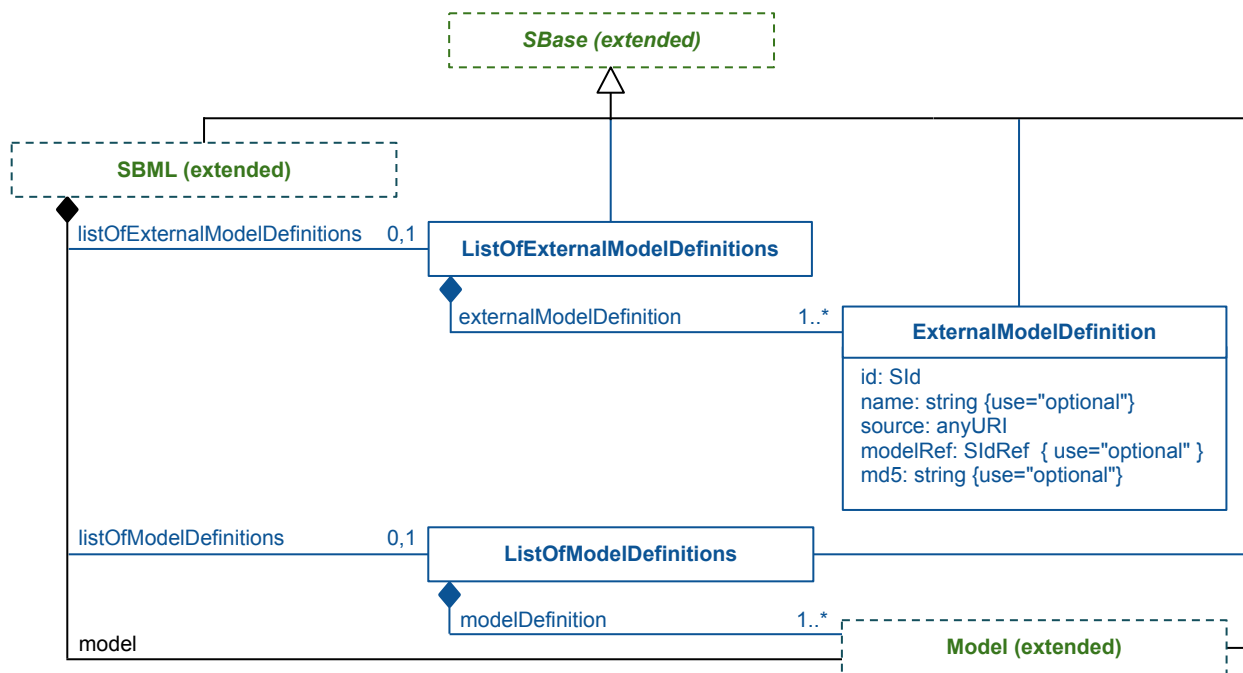 SBase (extended)
SBML (extended)
listOfExternalModelDefinitions 0,1
ListOfExternalModelDefinitions
externalModelDefinition 1..*
ExternalModelDefinition
id: SId
name: string {use="optional"}
source: anyURI
modelRef: SIdRef { use="optional" }
md5: string {use="optional"}
listOfModelDefinitions 0,1
ListOfModelDefinitions
modelDefinition 1..*
model
Model (extended)